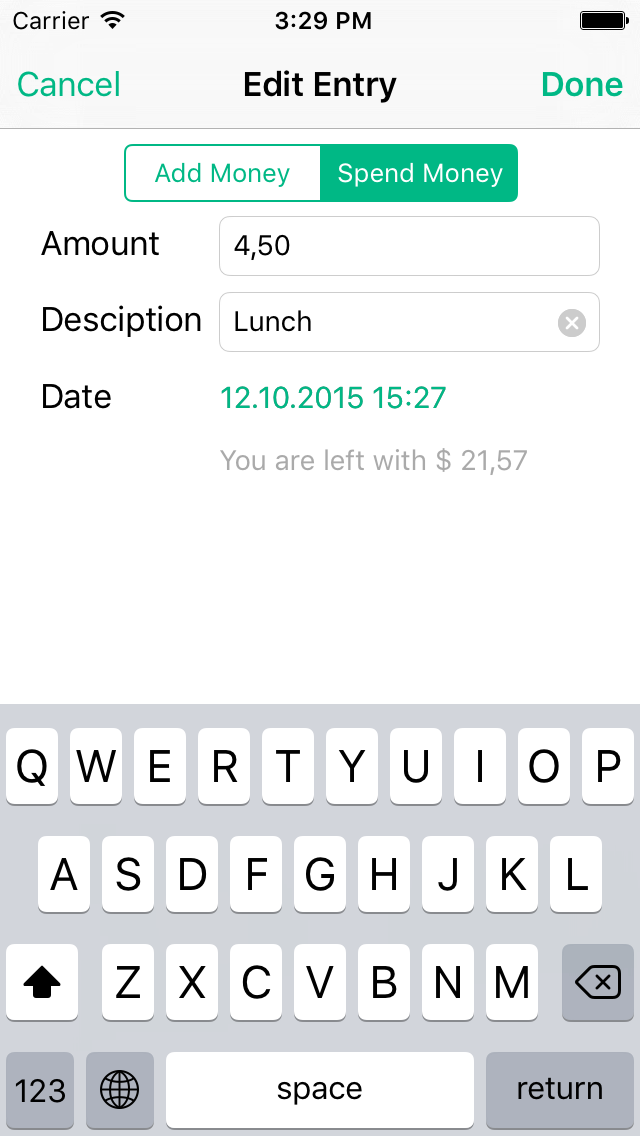 Carrier 3:29 PM
Cancel Edit Entry Done
Add Money Spend Money
Amount 4,50
Desciption Lunch
Date 12.10.2015 15:27
You are left with $ 21,57
Q W E R T Y U I O P
A S D F G H J K L
Z X C V B N M
123 space return